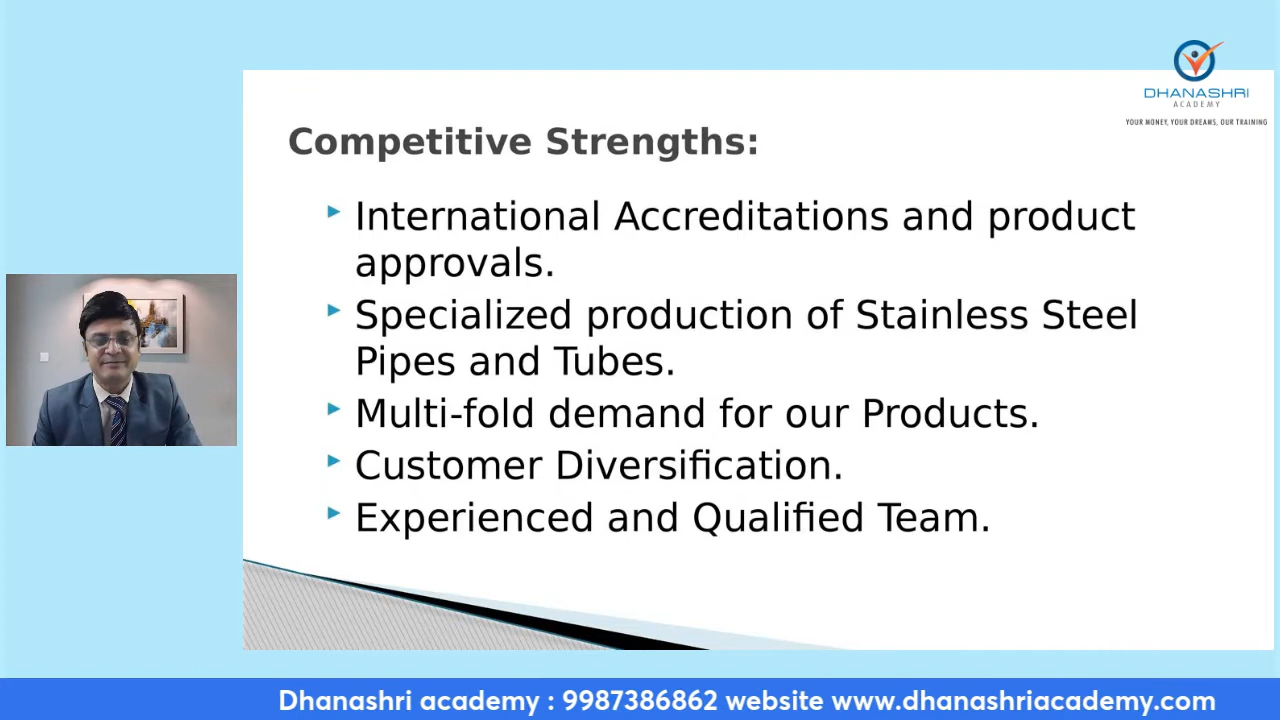 DHANASHRI
ACADEMY
YOUR MONEY, YOUR DREAMS, OUR TRAINING
Competitive Strengths:
International Accreditations and product
approvals.
Specialized production of Stainless Steel
Pipes and Tubes.
Multi-fold demand for our Products.
Customer Diversification.
Experienced and Qualified Team.
Dhanashri academy : 9987386862 website www.dhanashriacademy.com